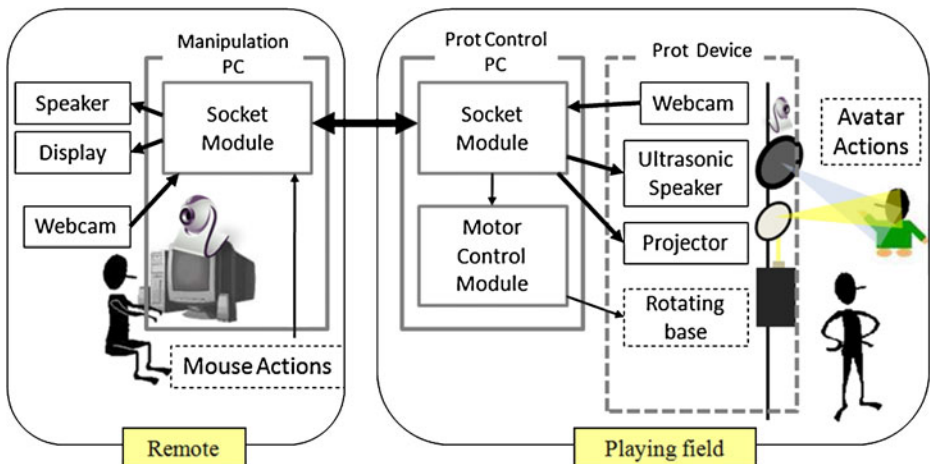 Manipulation
PC
Speaker
Display
Webcam
Socket
Module
Mouse Actions
Remote
Prot Control
PC
Socket
Module
Motor
Control
Module
Prot Device
Webcam
Ultrasonic
Speaker
Projector
Rotating
base
Avatar
Actions
Playing field